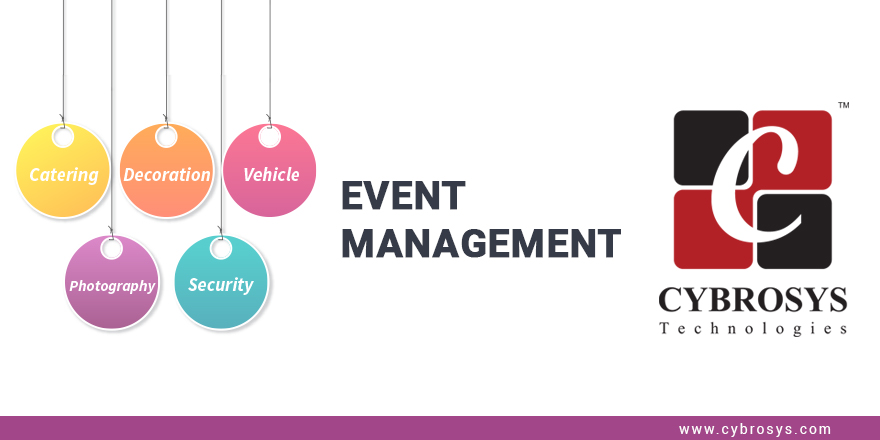 Catering
Decoration
Vehicle
Photography
Security
EVENT
MANAGEMENT
C
TM
CYBROSYS
Technologies
www.cybrosys.com